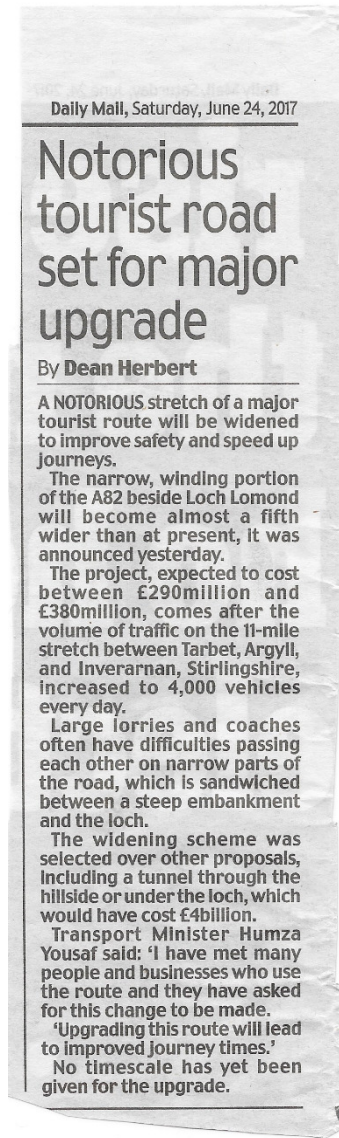 Daily Mail, Saturday, June 24, 2017
Notorious
tourist road
set for major
upgrade
By Dean Herbert
A NOTORIOUS stretch of a major
tourist route will be widened
to improve safety and speed up
journeys.
The narrow, winding portion
of the A82 beside Loch Lomond
will become almost a fifth
wider than at present, it was
announced yesterday.
The project, expected to cost
between £290million and
£380million, comes after the
volume of traffic on the 11-mile
stretch between Tarbet, Argyll,
and Inverarnan, Stirlingshire,
increased to 4,000 vehicles
every day.
Large lorries and coaches
often have difficulties passing
each other on narrow parts of
the road, which is sandwiched
between a steep embankment
and the loch.
The widening scheme was
selected over other proposals,
including a tunnel through the
hillside or under the loch, which
would have cost £4billion.
Transport Minister Humza
Yousaf said: ‘I have met many
people and businesses who use
the route and they have asked
for this change to be made.
‘Upgrading this route will lead
to improved journey times.’
No timescale has yet been
given for the upgrade.